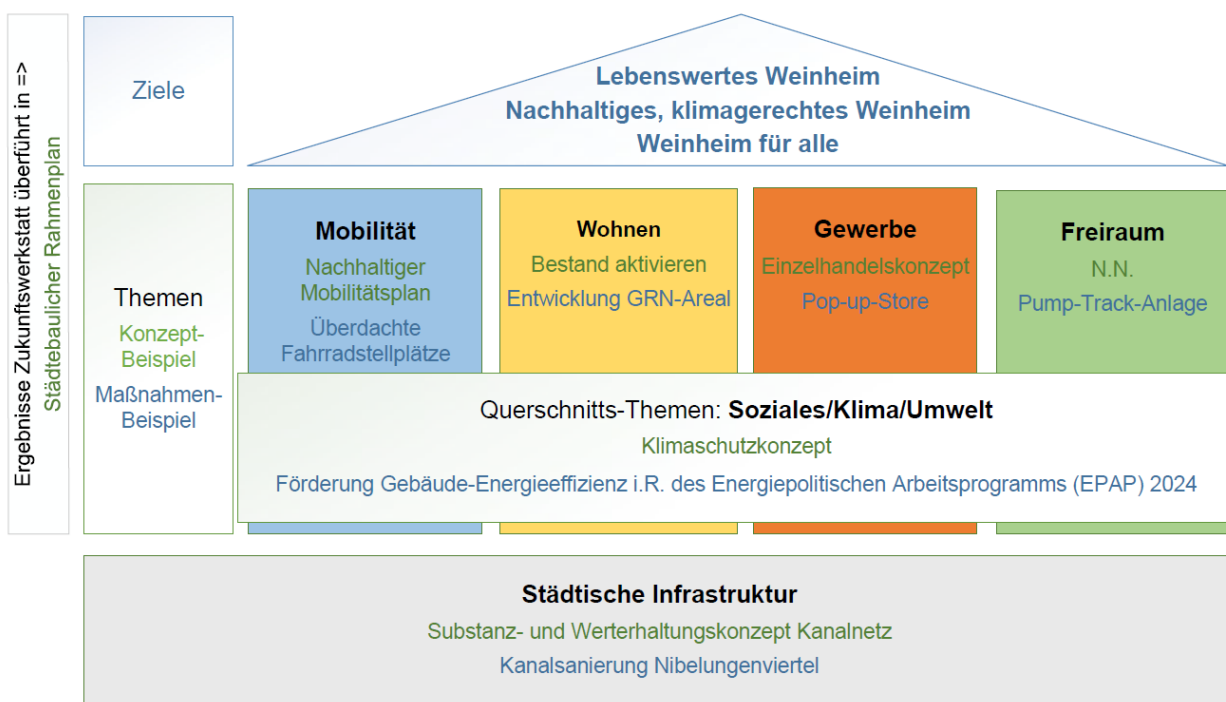 Ergebnisse Zukunftswerkstatt überführt in =>
Städtebaulicher Rahmenplan
Ziele
Lebenswertes Weinheim
Nachhaltiges, klimagerechtes Weinheim
Weinheim für alle
Themen
Konzept-
Beispiel
Maßnahmen-
Beispiel
Mobilität
Nachhaltiger
Mobilitätsplan
Überdachte
Fahrradstellplätze
Wohnen
Bestand aktivieren
Entwicklung GRN-Areal
Gewerbe
Einzelhandelskonzept
Pop-up-Store
Freiraum
N.N.
Pump-Track-Anlage
Querschnitts-Themen: Soziales/Klima/Umwelt
Klimaschutzkonzept
Förderung Gebäude-Energieeffizienz i.R. des Energiepolitischen Arbeitsprogramms (EPAP) 2024
Städtische Infrastruktur
Substanz- und Werterhaltungskonzept Kanalnetz
Kanalsanierung Nibelungenviertel